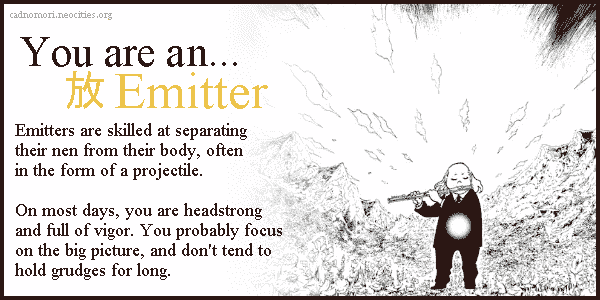 cadnomori.neocities.org
You are an...
放 Emitter
Emitters are skilled at separating
their nen from their body, often
in the form of a projectile.
On most days, you are headstrong
and full of vigor. You probably focus
on the big picture, and don't tend to
hold grudges for long.